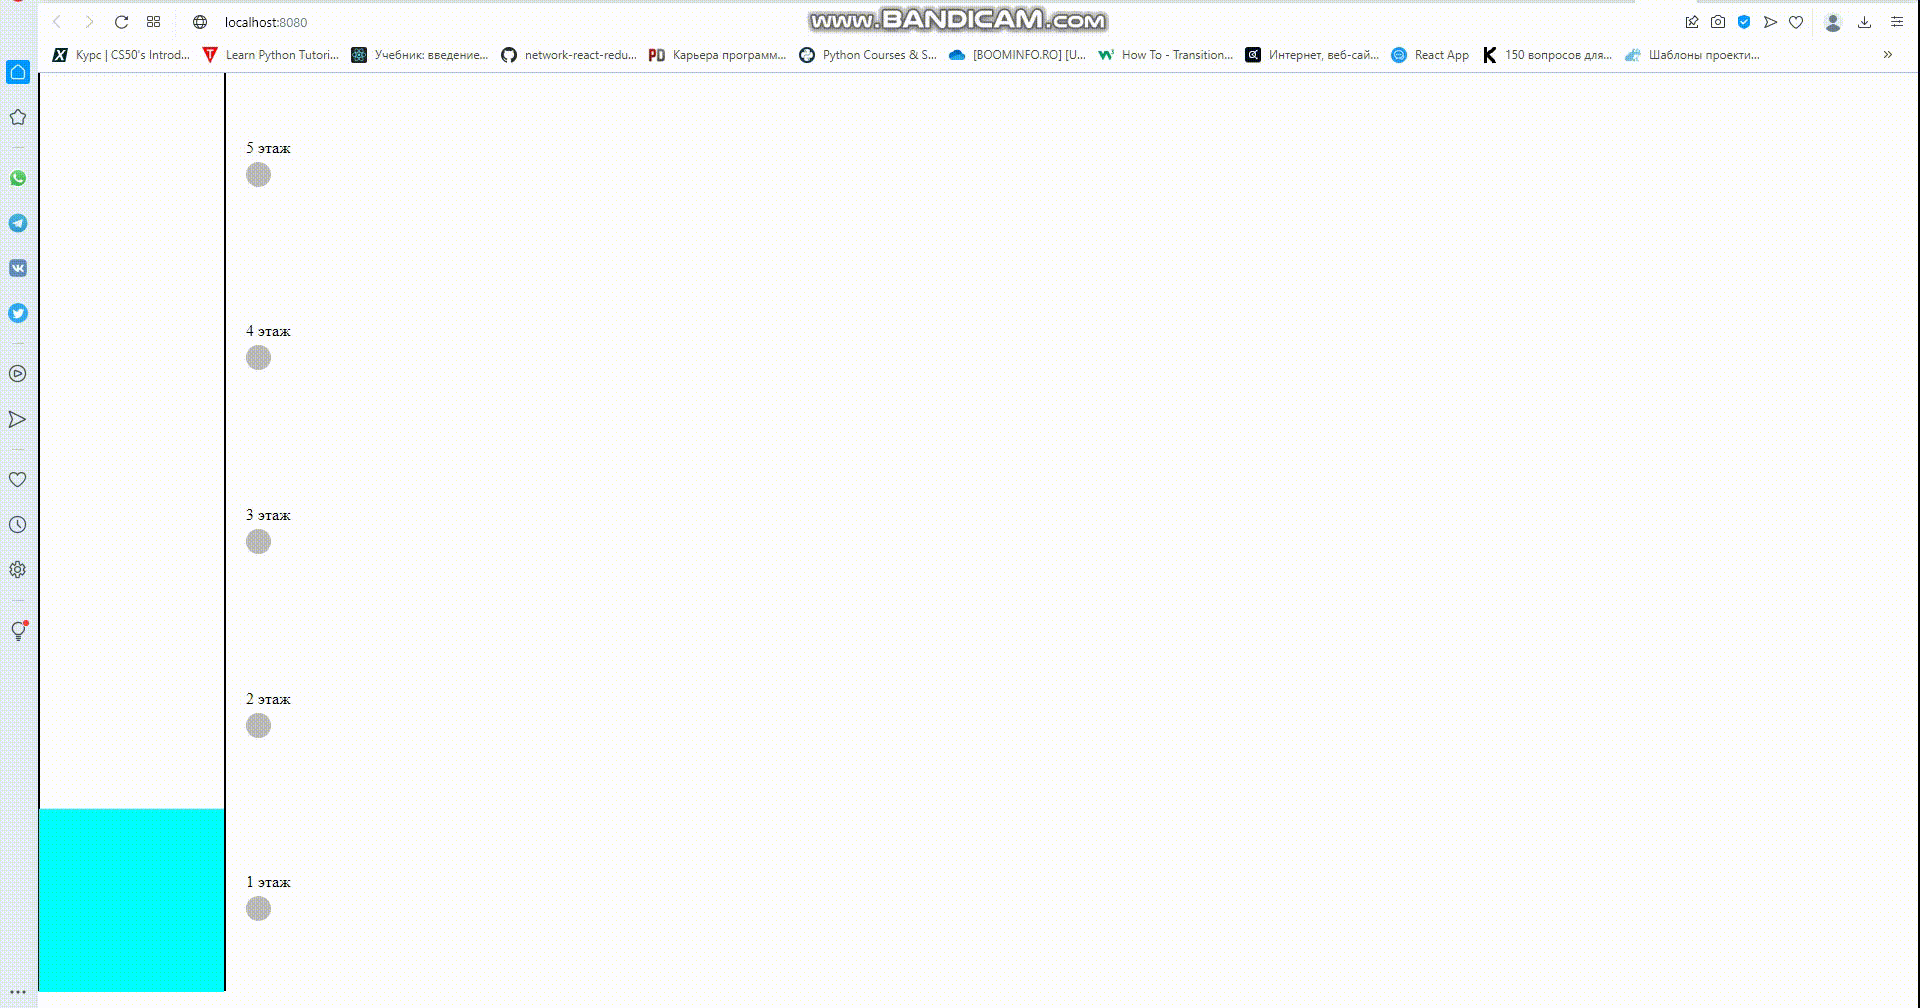 localhost:8080
WWW.BANDICAM.COM
Курс | CS50's Introd...
Learn Python Tutori...
Учебник: введение...
network-react-redu...
PD
Карьера программ...
Python Courses & S...
[BOOMINFO.RO] [U...
How To - Transition...
Интернет, веб-сай...
React App
150 вопросов для...
Шаблоны проекти...
5 этаж
4 этаж
3 этаж
2 этаж
1 этаж